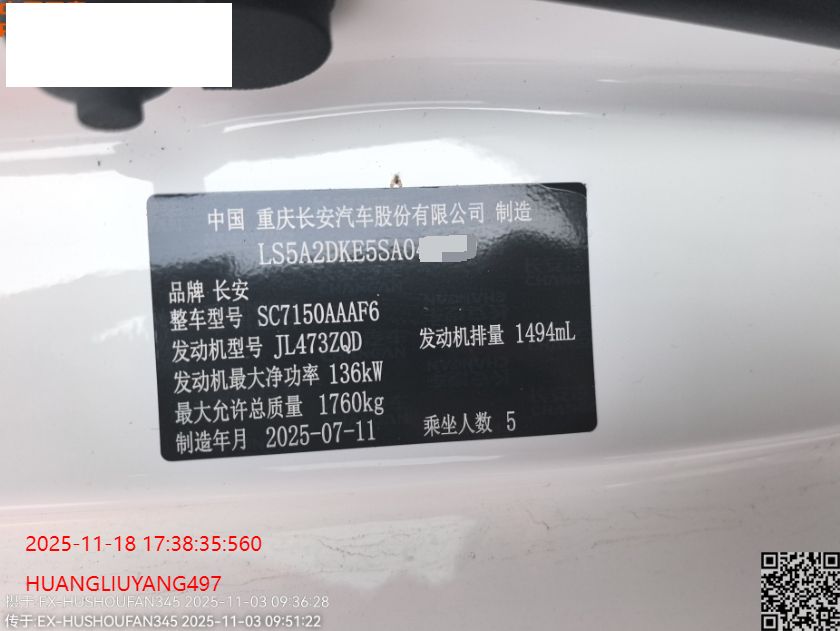 中国 重庆长安汽车股份有限公司 制造
LS5A2DKE5SA0
品牌 长安
整车型号 SC7150AAAF6
发动机型号 JL473ZQD 发动机排量 1494mL
发动机最大净功率 136kW
最大允许总质量 1760kg
制造年月 2025-07-11 乘坐人数 5
2025-11-18 17:38:35:560
HUANGLIUYANG497
摄于:EX-HUSHOUFAN345 2025-11-03 09:36:28
传于:EX-HUSHOUFAN345 2025-11-03 09:51:22